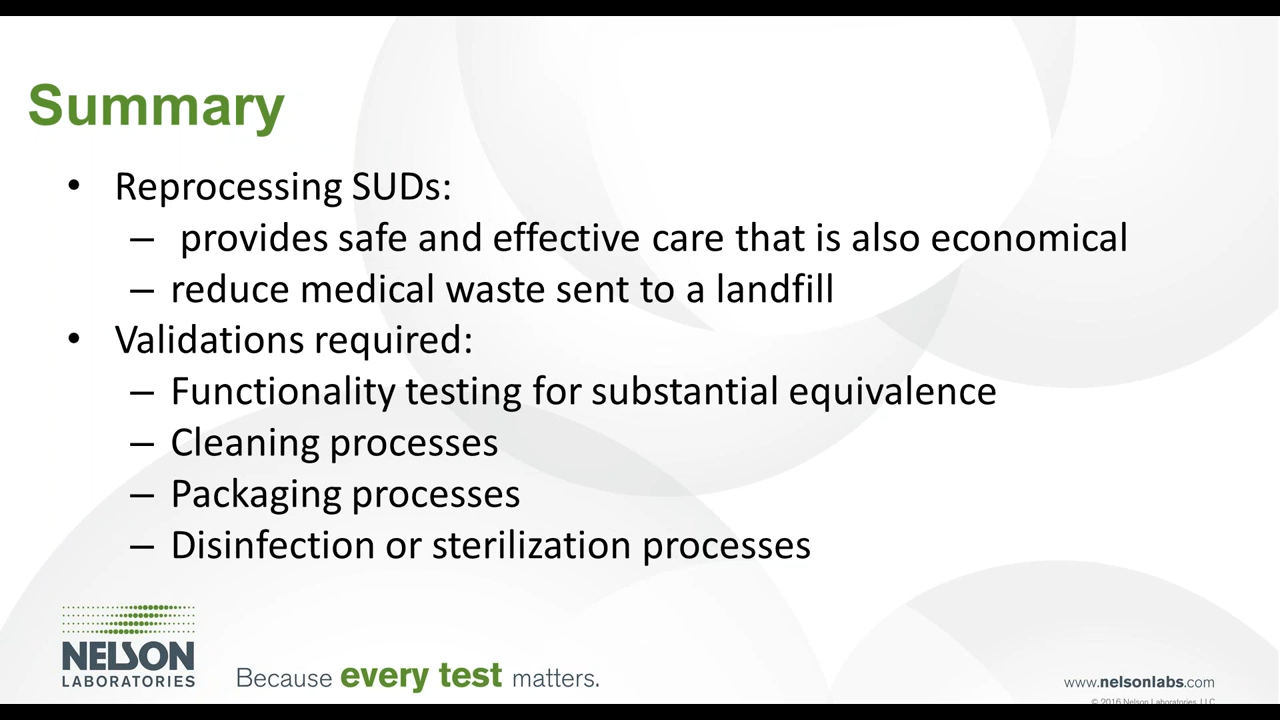 Summary
• Reprocessing SUDs:
– provides safe and effective care that is also economical
– reduce medical waste sent to a landfill
• Validations required:
– Functionality testing for substantial equivalence
– Cleaning processes
– Packaging processes
– Disinfection or sterilization processes
NELSON
LABORATORIES
Because every test matters.
www.nelsonlabs.com
© 2016 Nelson Laboratories, LLC